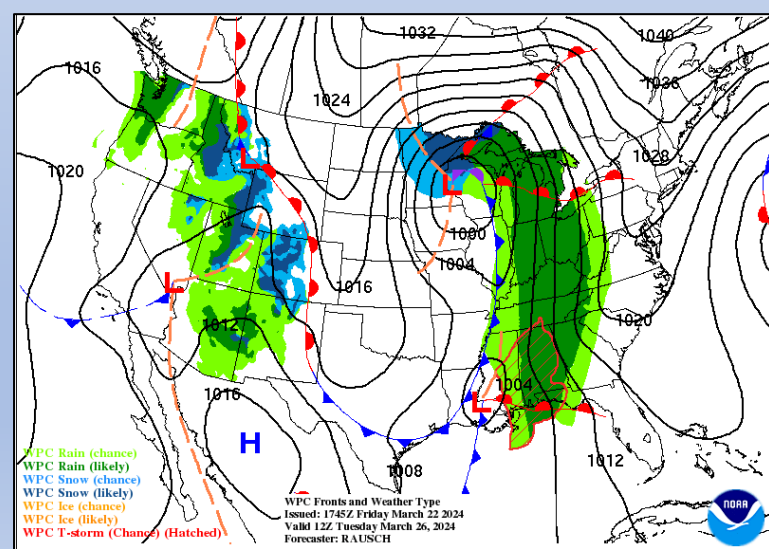 1032
1040
1016
1024
1036
1028
1020
L
L
1000
1004
L
1016
1012
1020
1016
L
1004
H
1008
1012
WPC Rain (chance)
WPC Rain (likely)
WPC Snow (chance)
WPC Snow (likely)
WPC Ice (chance)
WPC Ice (likely)
WPC T-storm (Chance) (Hatched)
WPC Fronts and Weather Type
Issued: 1745Z Friday March 22 2024
Valid 12Z Tuesday March 26, 2024
Forecaster: RAUSCH
NOAA